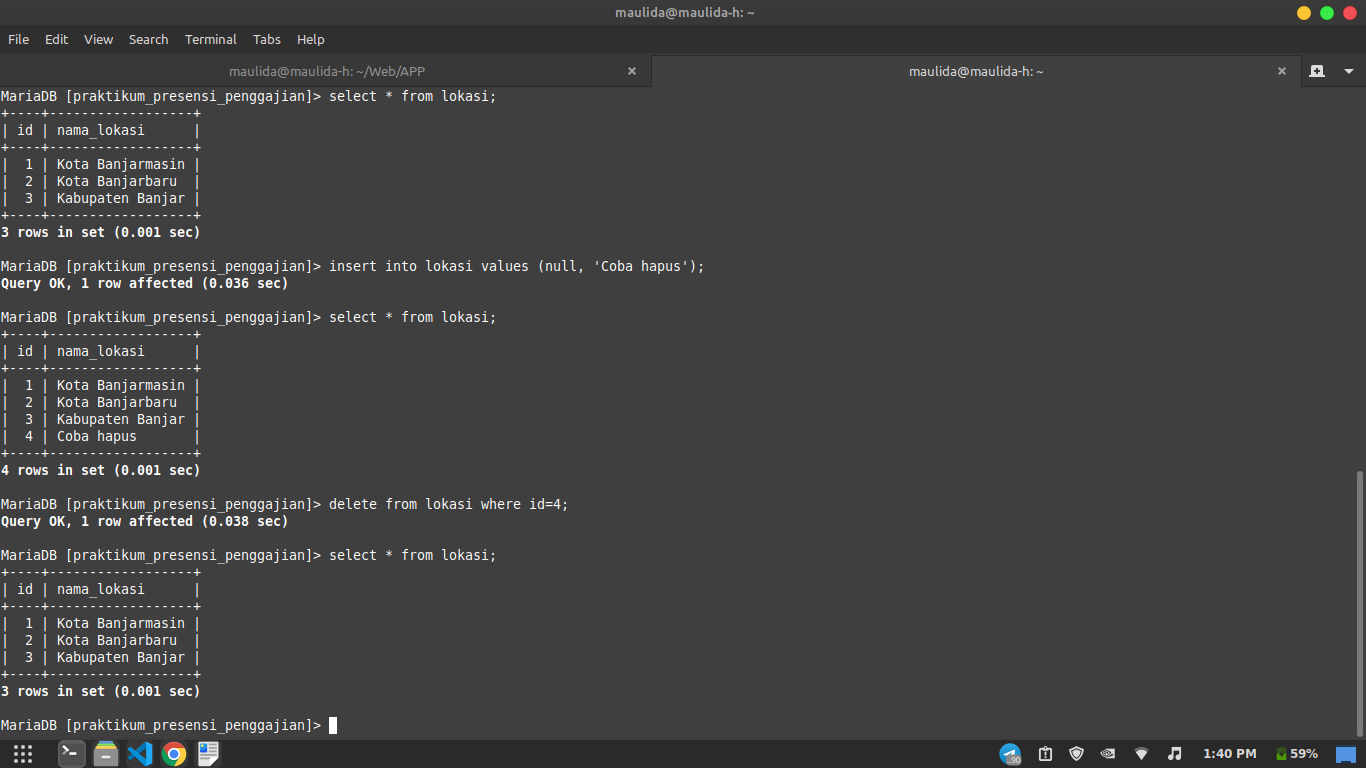 maulida@maulida-h: ~
File Edit View Search Terminal Tabs Help
maulida@maulida-h: ~/Web/APP × maulida@maulida-h: ~ ×
MariaDB [praktikum_presensi_penggajian]> select * from lokasi;
+----+------------------+
| id | nama_lokasi      |
+----+------------------+
|  1 | Kota Banjarmasin |
|  2 | Kota Banjarbaru  |
|  3 | Kabupaten Banjar |
+----+------------------+
3 rows in set (0.001 sec)
MariaDB [praktikum_presensi_penggajian]> insert into lokasi values (null, 'Coba hapus');
Query OK, 1 row affected (0.036 sec)
MariaDB [praktikum_presensi_penggajian]> select * from lokasi;
+----+------------------+
| id | nama_lokasi      |
+----+------------------+
|  1 | Kota Banjarmasin |
|  2 | Kota Banjarbaru  |
|  3 | Kabupaten Banjar |
|  4 | Coba hapus       |
+----+------------------+
4 rows in set (0.001 sec)
MariaDB [praktikum_presensi_penggajian]> delete from lokasi where id=4;
Query OK, 1 row affected (0.038 sec)
MariaDB [praktikum_presensi_penggajian]> select * from lokasi;
+----+------------------+
| id | nama_lokasi      |
+----+------------------+
|  1 | Kota Banjarmasin |
|  2 | Kota Banjarbaru  |
|  3 | Kabupaten Banjar |
+----+------------------+
3 rows in set (0.001 sec)
MariaDB [praktikum_presensi_penggajian]>
1:40 PM 59%